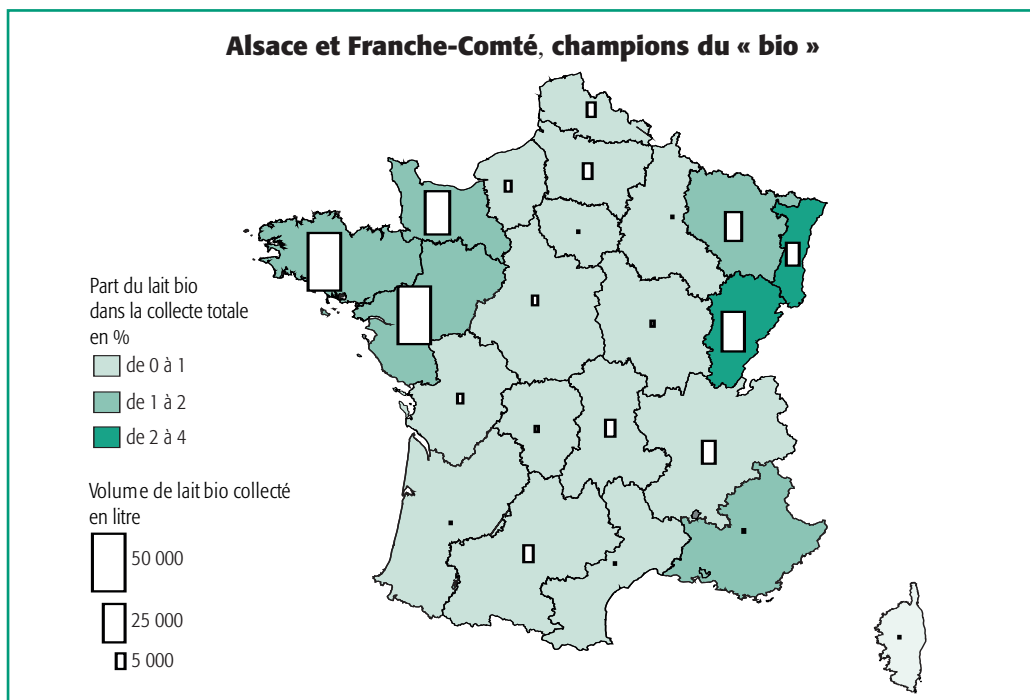 Alsace et Franche-Comté, champions du « bio »
Part du lait bio
dans la collecte totale
en %
de 0 à 1
de 1 à 2
de 2 à 4
Volume de lait bio collecté
en litre
50 000
25 000
5 000